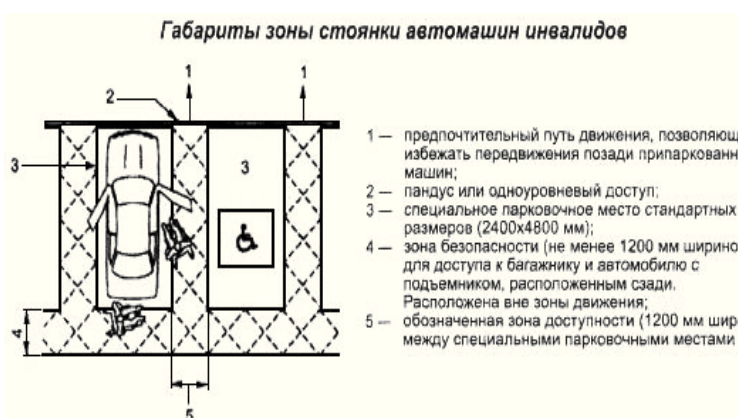 Габариты зоны стоянки автомашин инвалидов
1
1
2
3
3
4
5
1 — предпочтительный путь движения, позволяющ
избежать передвижения позади припаркованн
машин;
2 — пандус или одноуровневый доступ;
3 — специальное парковочное место стандартных
размеров (2400х4800 мм);
4 — зона безопасности (не менее 1200 мм ширино
для доступа к багажнику и автомобилю с
подъемником, расположенным сзади.
Расположена вне зоны движения;
5 — обозначенная зона доступности (1200 мм шир
между специальными парковочными местами